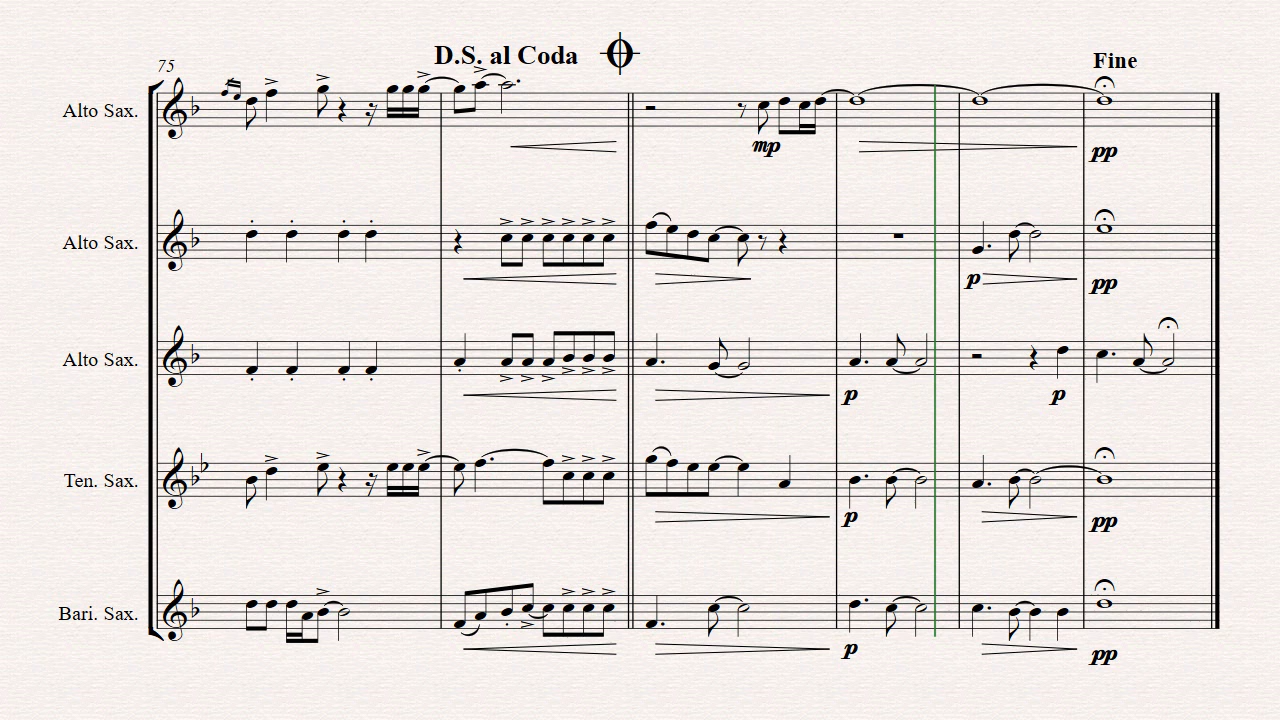 75
D.S. al Coda
Fine
Alto Sax.
mp
pp
Alto Sax.
p
pp
Alto Sax.
p
p
Ten. Sax.
p
pp
Bari. Sax.
p
pp